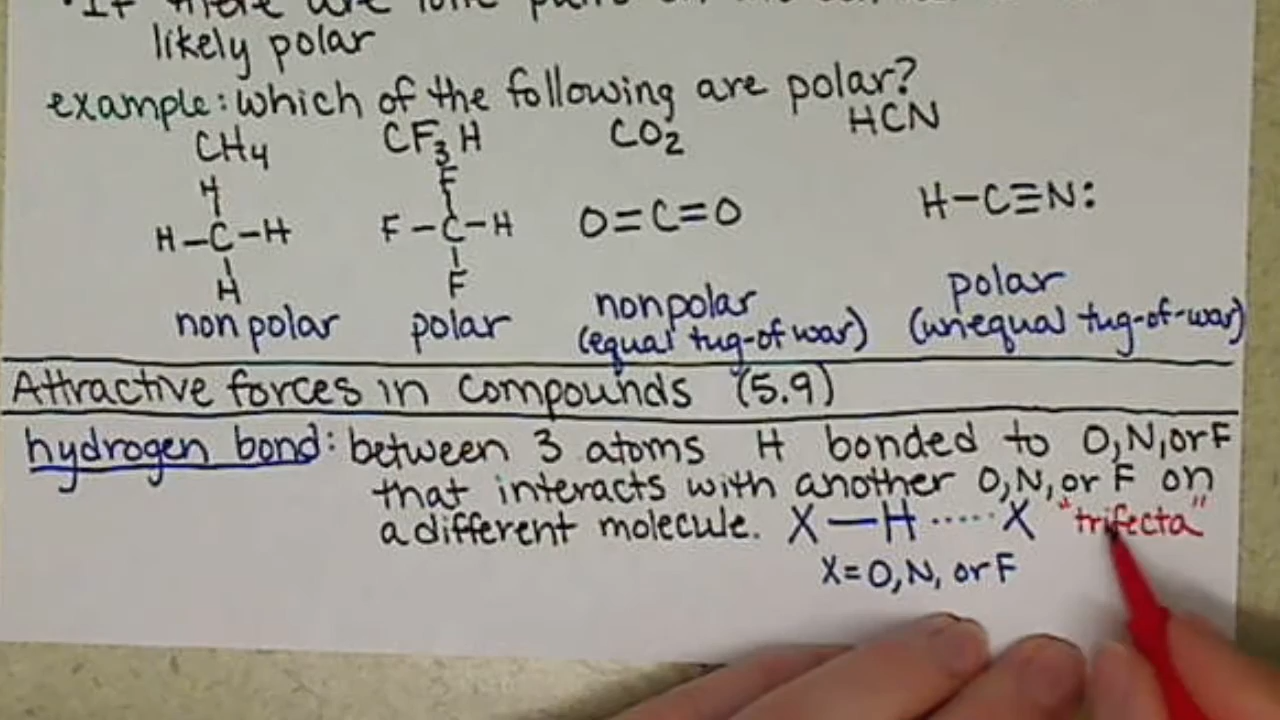 likely polar
example: which of the following are polar?
CH4 CF3H CO2 HCN
H F
H-C-H F-C-H O=C=O H-C≡N:
H F
nonpolar polar nonpolar polar
(equal tug-of war) (unequal tug-of-war)
Attractive forces in Compounds (5.9)
hydrogen bond: between 3 atoms H bonded to O,N,or F
that interacts with another O,N, or F on
a different molecule. X—H·····X "trifecta"
X=O,N, or F